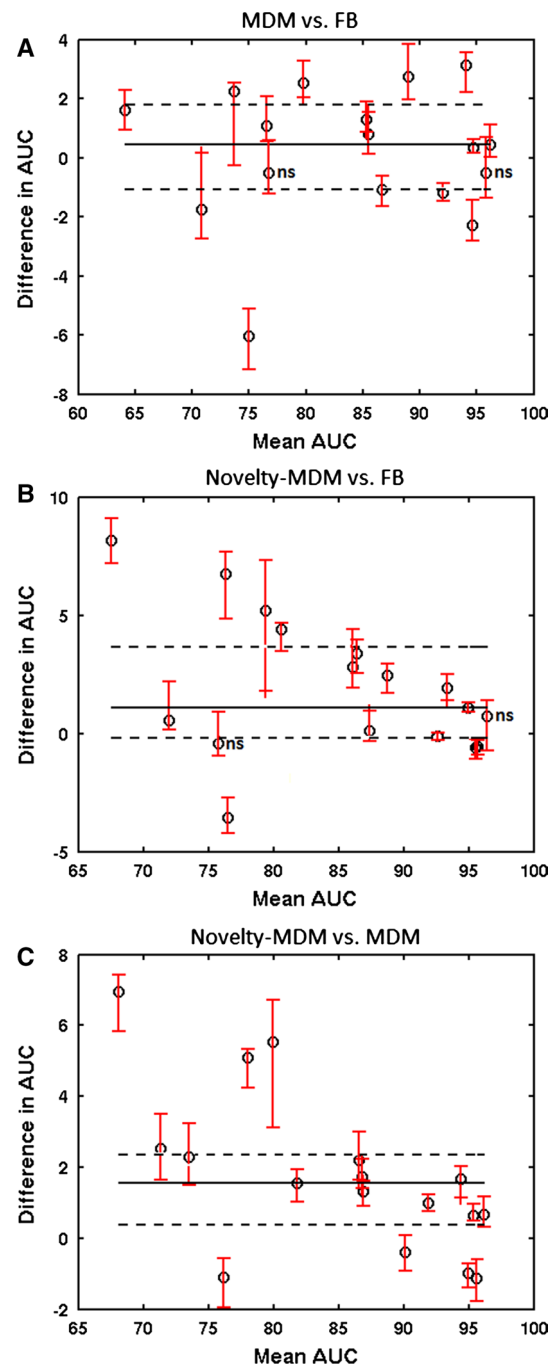 A
MDM vs. FB
Difference in AUC
4
2
0
-2
-4
-6
-8
ns
ns
60 65 70 75 80 85 90 95 100
Mean AUC
B
Novelty-MDM vs. FB
Difference in AUC
10
5
0
-5
ns
ns
65 70 75 80 85 90 95 100
Mean AUC
C
Novelty-MDM vs. MDM
Difference in AUC
8
6
4
2
0
-2
65 70 75 80 85 90 95 100
Mean AUC